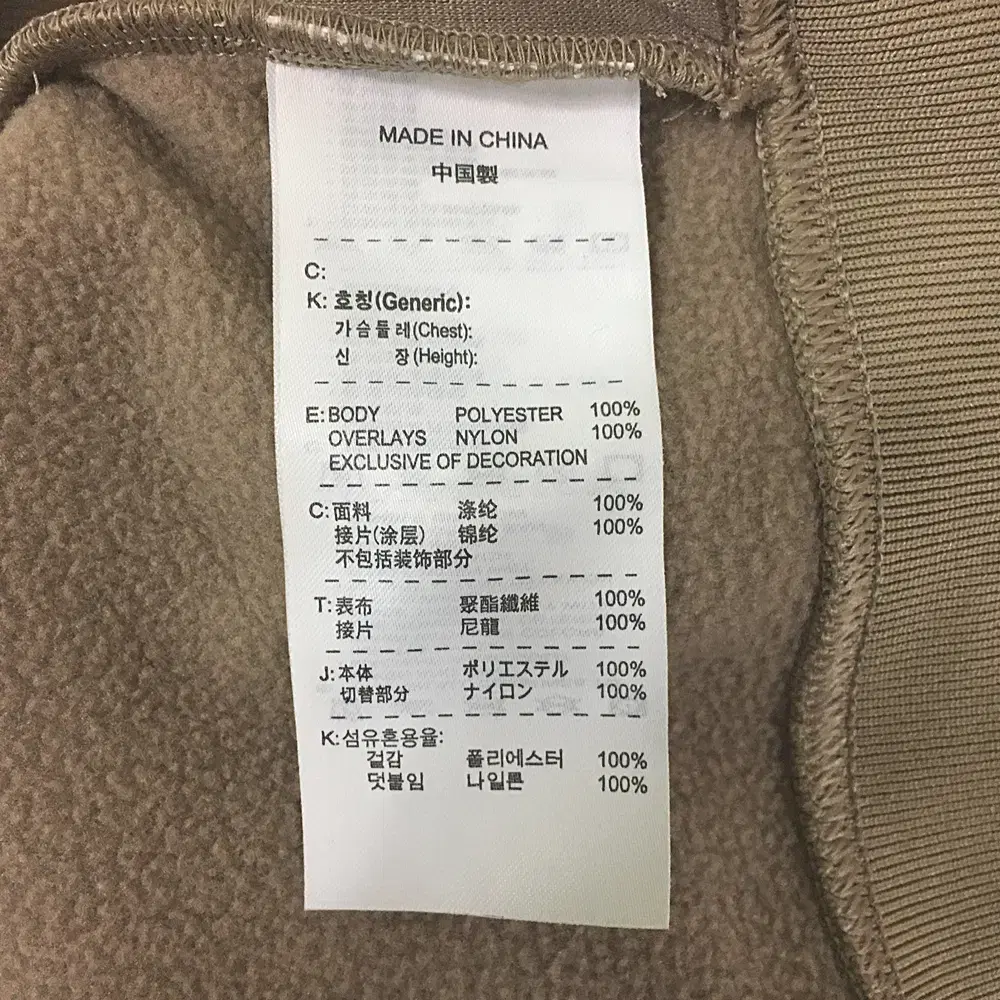 MADE IN CHINA
中国製
C:
K: 호칭(Generic):
가슴둘레(Chest):
신 장(Height):
E: BODY POLYESTER 100%
OVERLAYS NYLON 100%
EXCLUSIVE OF DECORATION
C: 面料 涤纶 100%
接片(涂层) 锦纶 100%
不包括装饰部分
T: 表布 聚酯纖維 100%
接片 尼龍 100%
J: 本体 ポリエステル 100%
切替部分 ナイロン 100%
K: 섬유혼용율:
겉감 폴리에스터 100%
덧붙임 나일론 100%